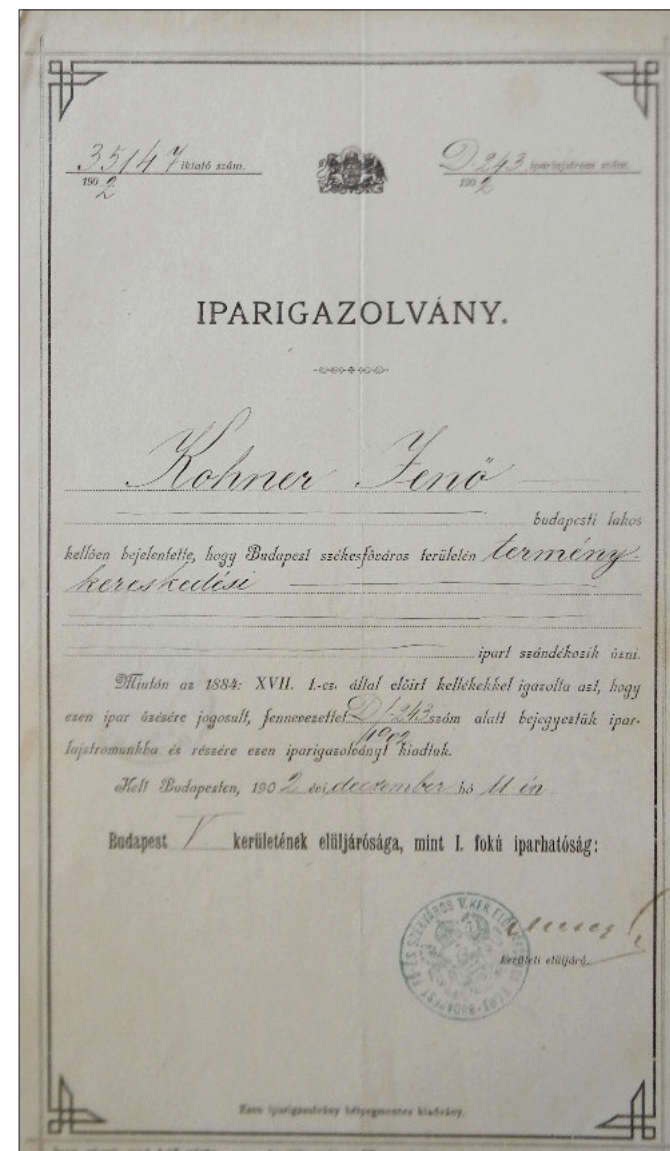 35147 iktató szám.
1902
D. 243 iparlajstrom szám.
1902
IPARIGAZOLVÁNY.
Kohner Jenő
budapesti lakos
kellően bejelentette, hogy Budapest székesfőváros területén termény-
kereskedési
ipart szándékozik űzni.
Miután az 1884: XVII. t.-cz. által előírt kellékekkel igazolta azt, hogy
ezen ipar űzésére jogosult, fennevezettet D/243 szám alatt bejegyeztük ipar-
1902
lajstromunkba és részére ezen iparigazolványt kiadtuk.
Kelt Budapesten, 1902 évi december hó 11-én
Budapest V kerületének elüljárósága, mint I. fokú iparhatóság:
kerületi elüljáró.
Ezen iparigazolvány bélyegmentes kiadvány.